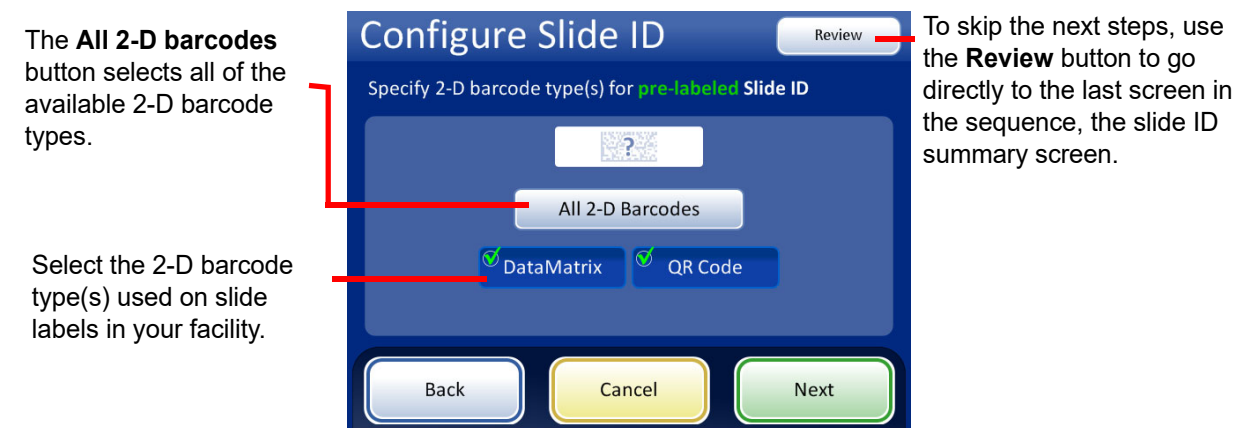 The All 2-D barcodes
button selects all of the
available 2-D barcode
types.
Select the 2-D barcode
type(s) used on slide
labels in your facility.
Configure Slide ID
Review
Specify 2-D barcode type(s) for pre-labeled Slide ID
?
All 2-D Barcodes
DataMatrix
QR Code
Back
Cancel
Next
To skip the next steps, use
the Review button to go
directly to the last screen in
the sequence, the slide ID
summary screen.